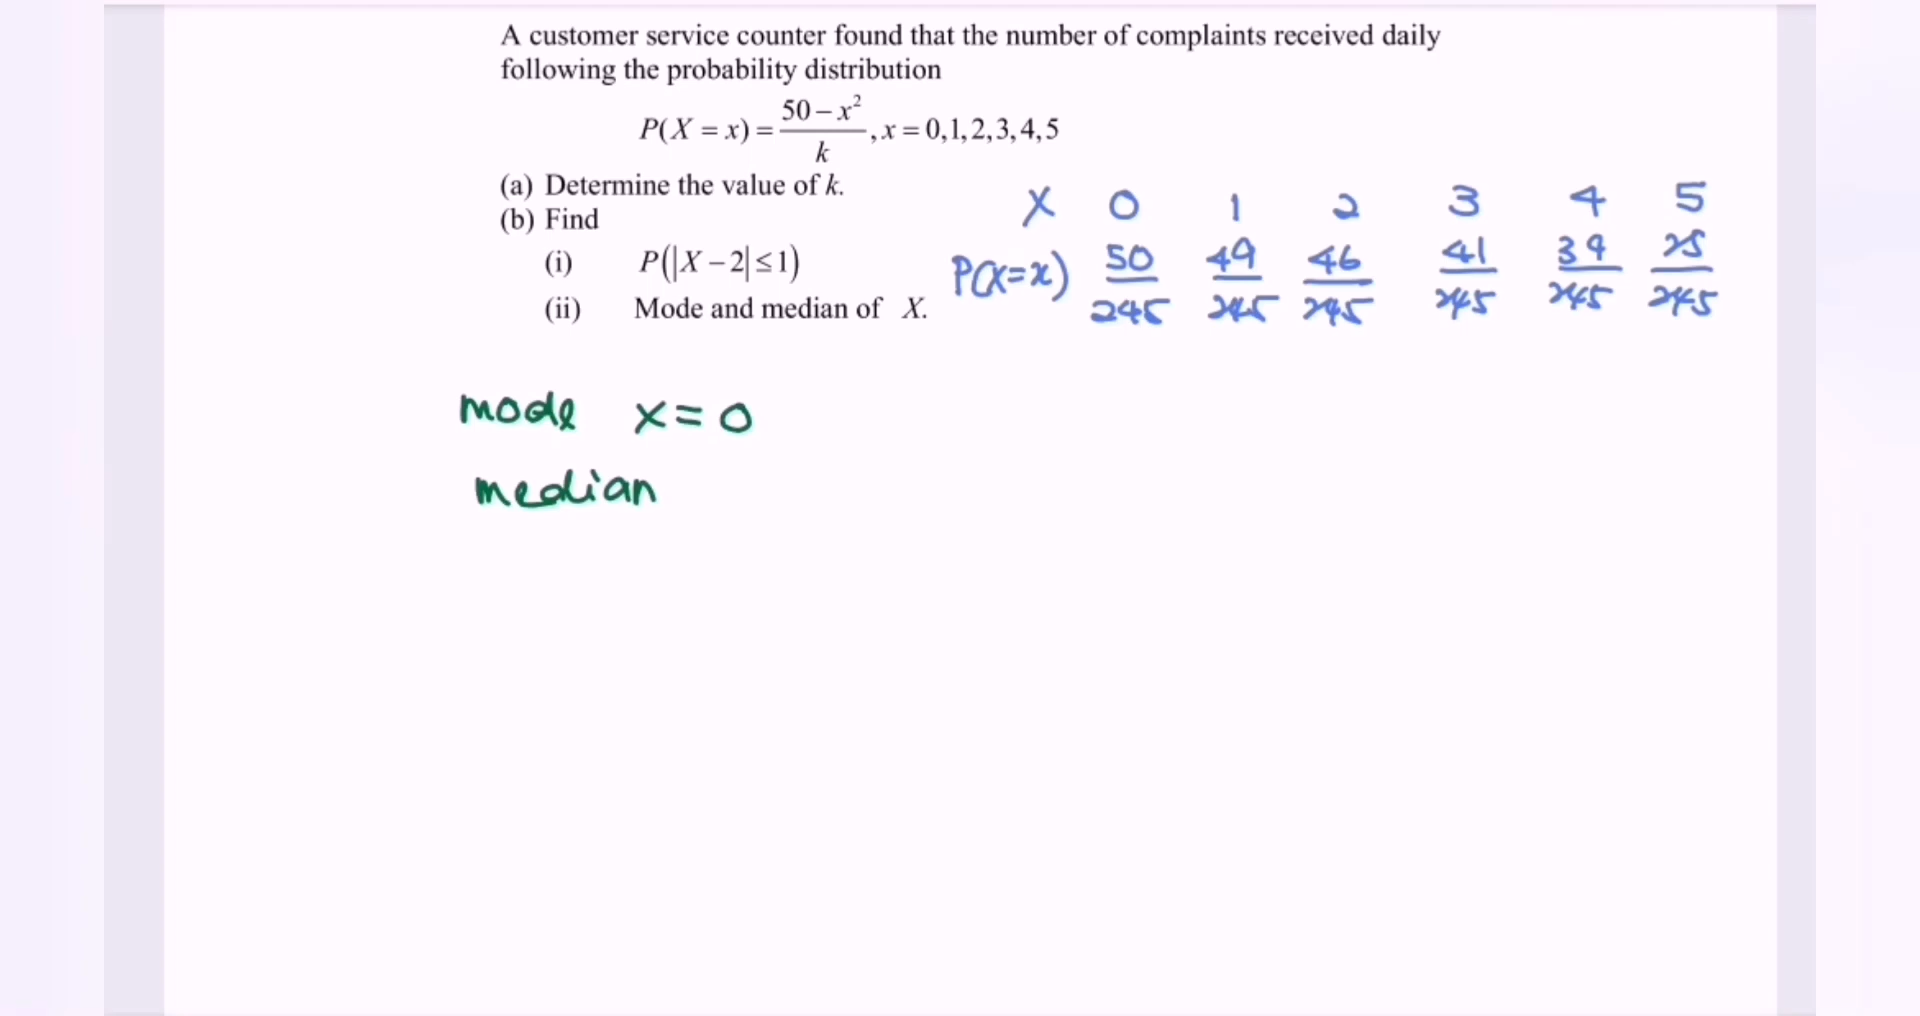 A customer service counter found that the number of complaints received daily
following the probability distribution
P(X = x) = \frac{50 - x^2}{k}, x = 0,1,2,3,4,5
(a) Determine the value of k.
(b) Find
(i) P(|X - 2| ≤ 1)
(ii) Mode and median of X.
X 0 1 2 3 4 5
P(X=x) 50/245 49/245 46/245 41/245 34/245 25/245
mode x=0
median